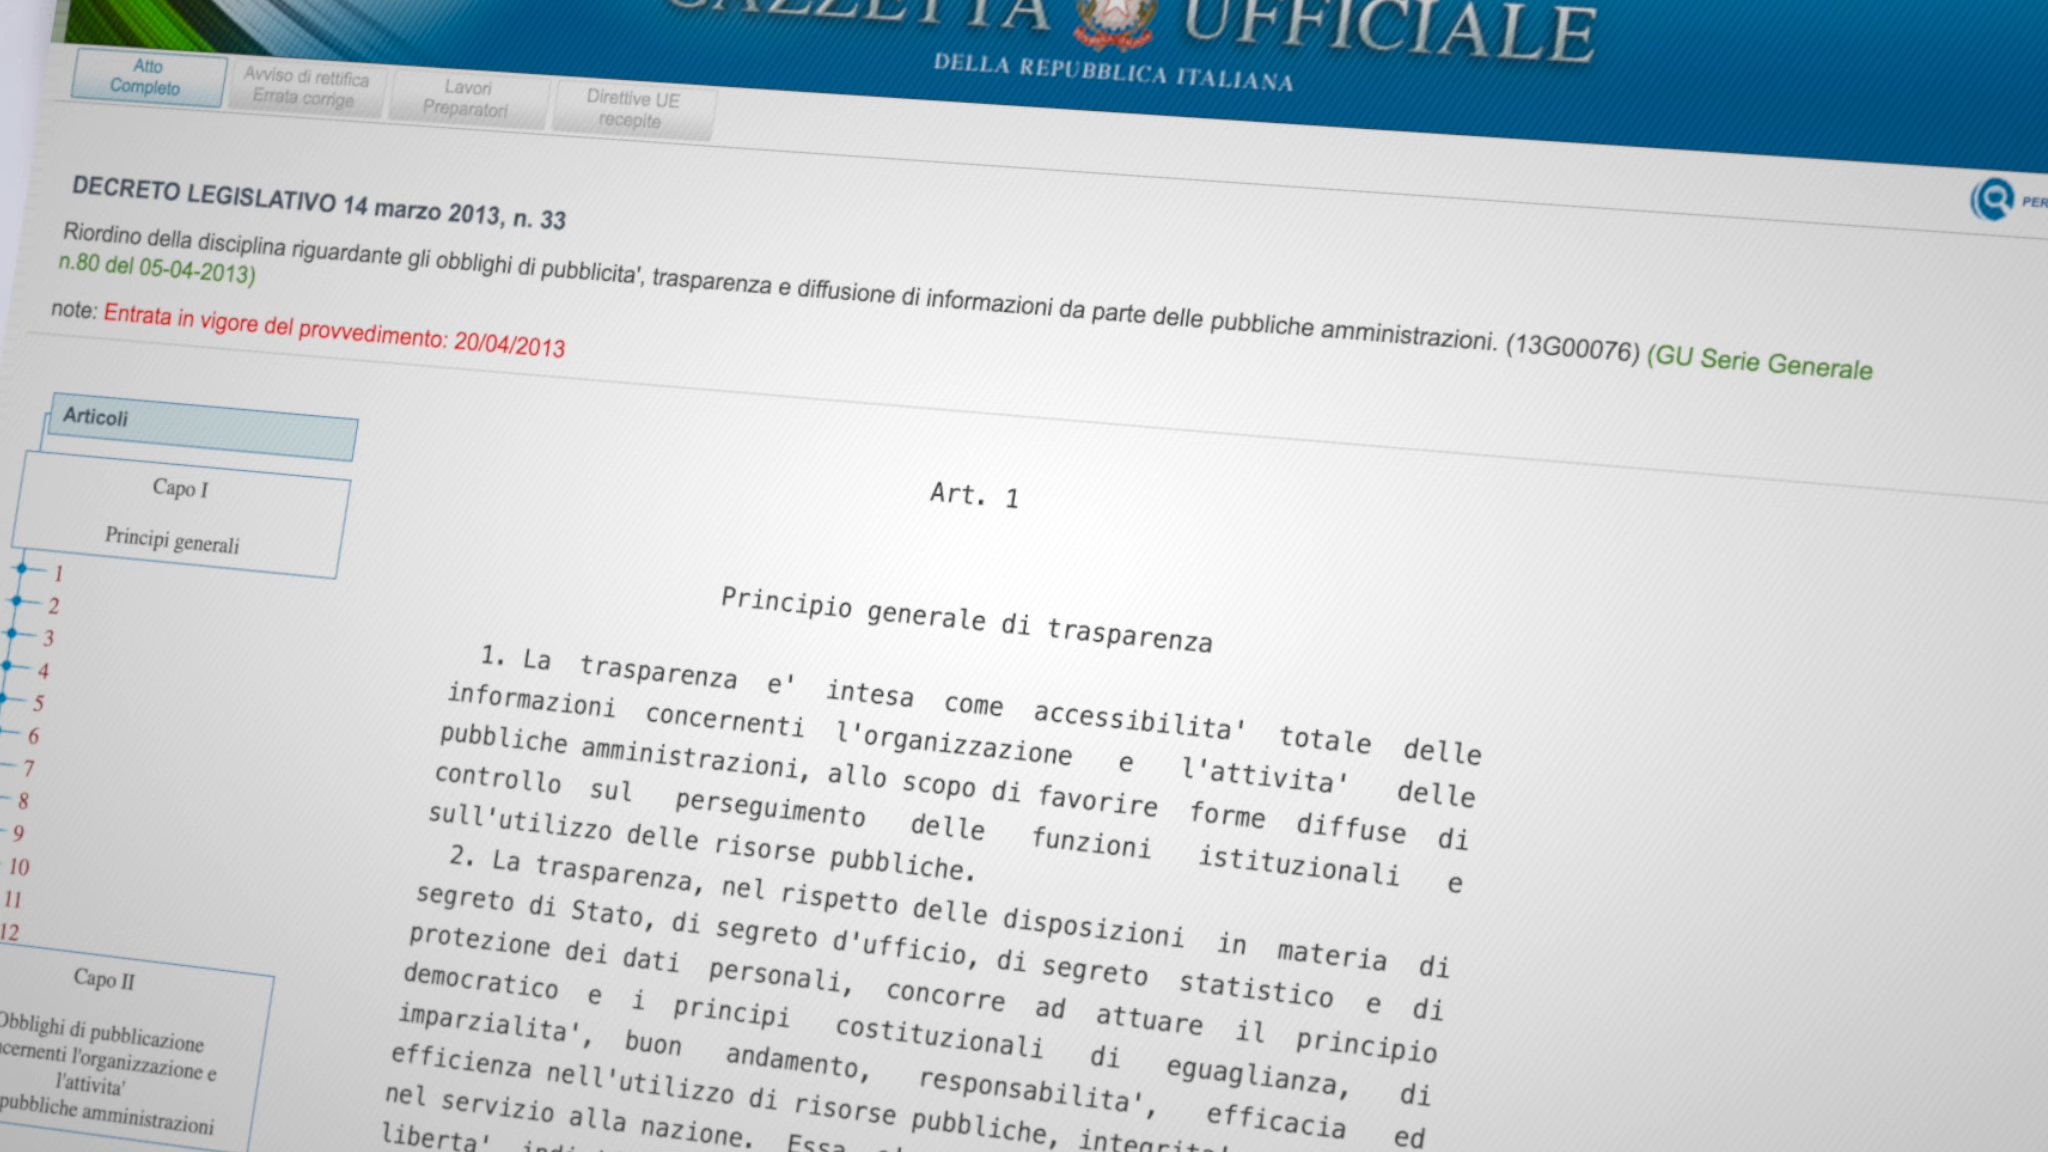 GAZZETTA UFFICIALE
DELLA REPUBBLICA ITALIANA
Atto
Completo
Avviso di rettifica
Errata corrige
Lavori
Preparatori
Direttive UE
recepite
DECRETO LEGISLATIVO 14 marzo 2013, n. 33
Riordino della disciplina riguardante gli obblighi di pubblicita', trasparenza e diffusione di informazioni da parte delle pubbliche amministrazioni. (13G00076) (GU Serie Generale
n.80 del 05-04-2013)
note: Entrata in vigore del provvedimento: 20/04/2013
Articoli
Capo I
Principi generali
1
2
3
4
5
6
7
8
9
10
11
12
Capo II
Obblighi di pubblicazione
l'organizzazione e
l'attivita'
pubbliche amministrazioni
Art. 1
Principio generale di trasparenza
1. La trasparenza e' intesa come accessibilita' totale delle
informazioni concernenti l'organizzazione e l'attivita' delle
pubbliche amministrazioni, allo scopo di favorire forme diffuse di
controllo sul perseguimento delle funzioni istituzionali e
sull'utilizzo delle risorse pubbliche.
2. La trasparenza, nel rispetto delle disposizioni in materia di
segreto di Stato, di segreto d'ufficio, di segreto statistico e di
protezione dei dati personali, concorre ad attuare il principio
democratico e i principi costituzionali di eguaglianza, di
imparzialita', buon andamento, responsabilita', efficacia ed
efficienza nell'utilizzo di risorse pubbliche,
nel servizio alla nazione. Essa
liberta'